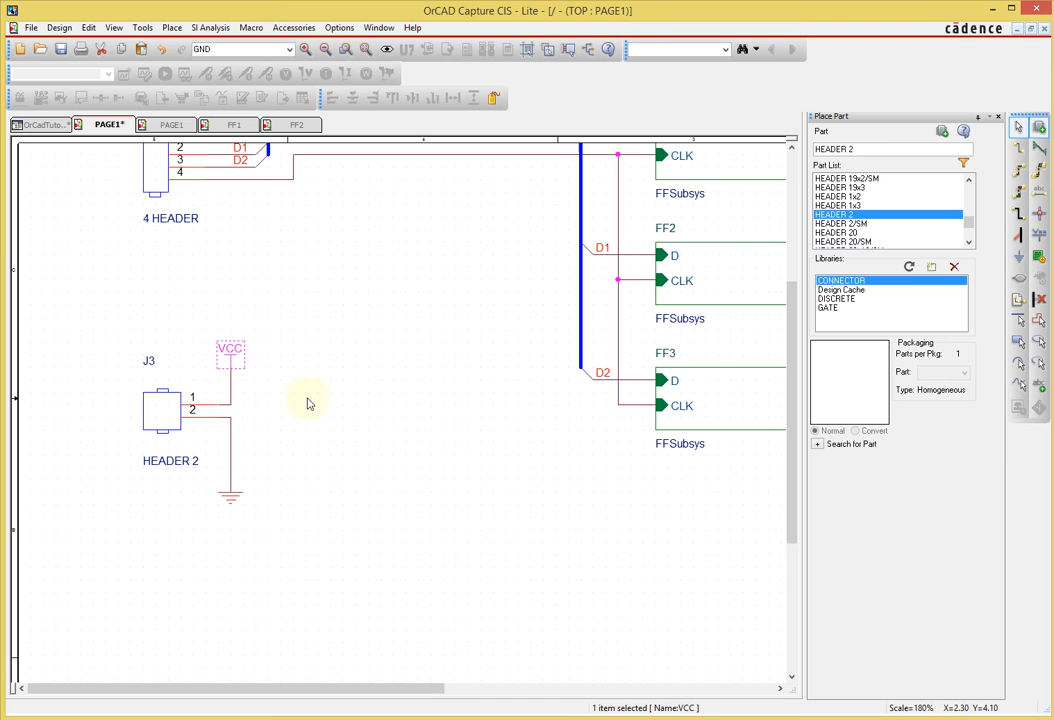 OrCAD Capture CIS - Lite - [/ - (TOP : PAGE1)]
File Design Edit View Tools Place SI Analysis Macro Accessories Options Window Help
cādence
GND
OrCadTuto..* PAGE1* PAGE1 FF1 FF2
Place Part
Part
HEADER 2
Part List:
HEADER 19x2/SM
HEADER 19x3
HEADER 1x2
HEADER 1x3
HEADER 2
HEADER 2/SM
HEADER 20
HEADER 20/SM
Libraries:
CONNECTOR
Design Cache
DISCRETE
GATE
Packaging
Parts per Pkg: 1
Part:
Type: Homogeneous
Normal Convert
Search for Part
2 D1
3 D2
4
4 HEADER
CLK
FFSubsys
FF2
D1 D
CLK
FFSubsys
FF3
D2 D
CLK
FFSubsys
VCC
J3
1
2
HEADER 2
1 item selected [ Name:VCC ]
Scale=180% X=2.30 Y=4.10